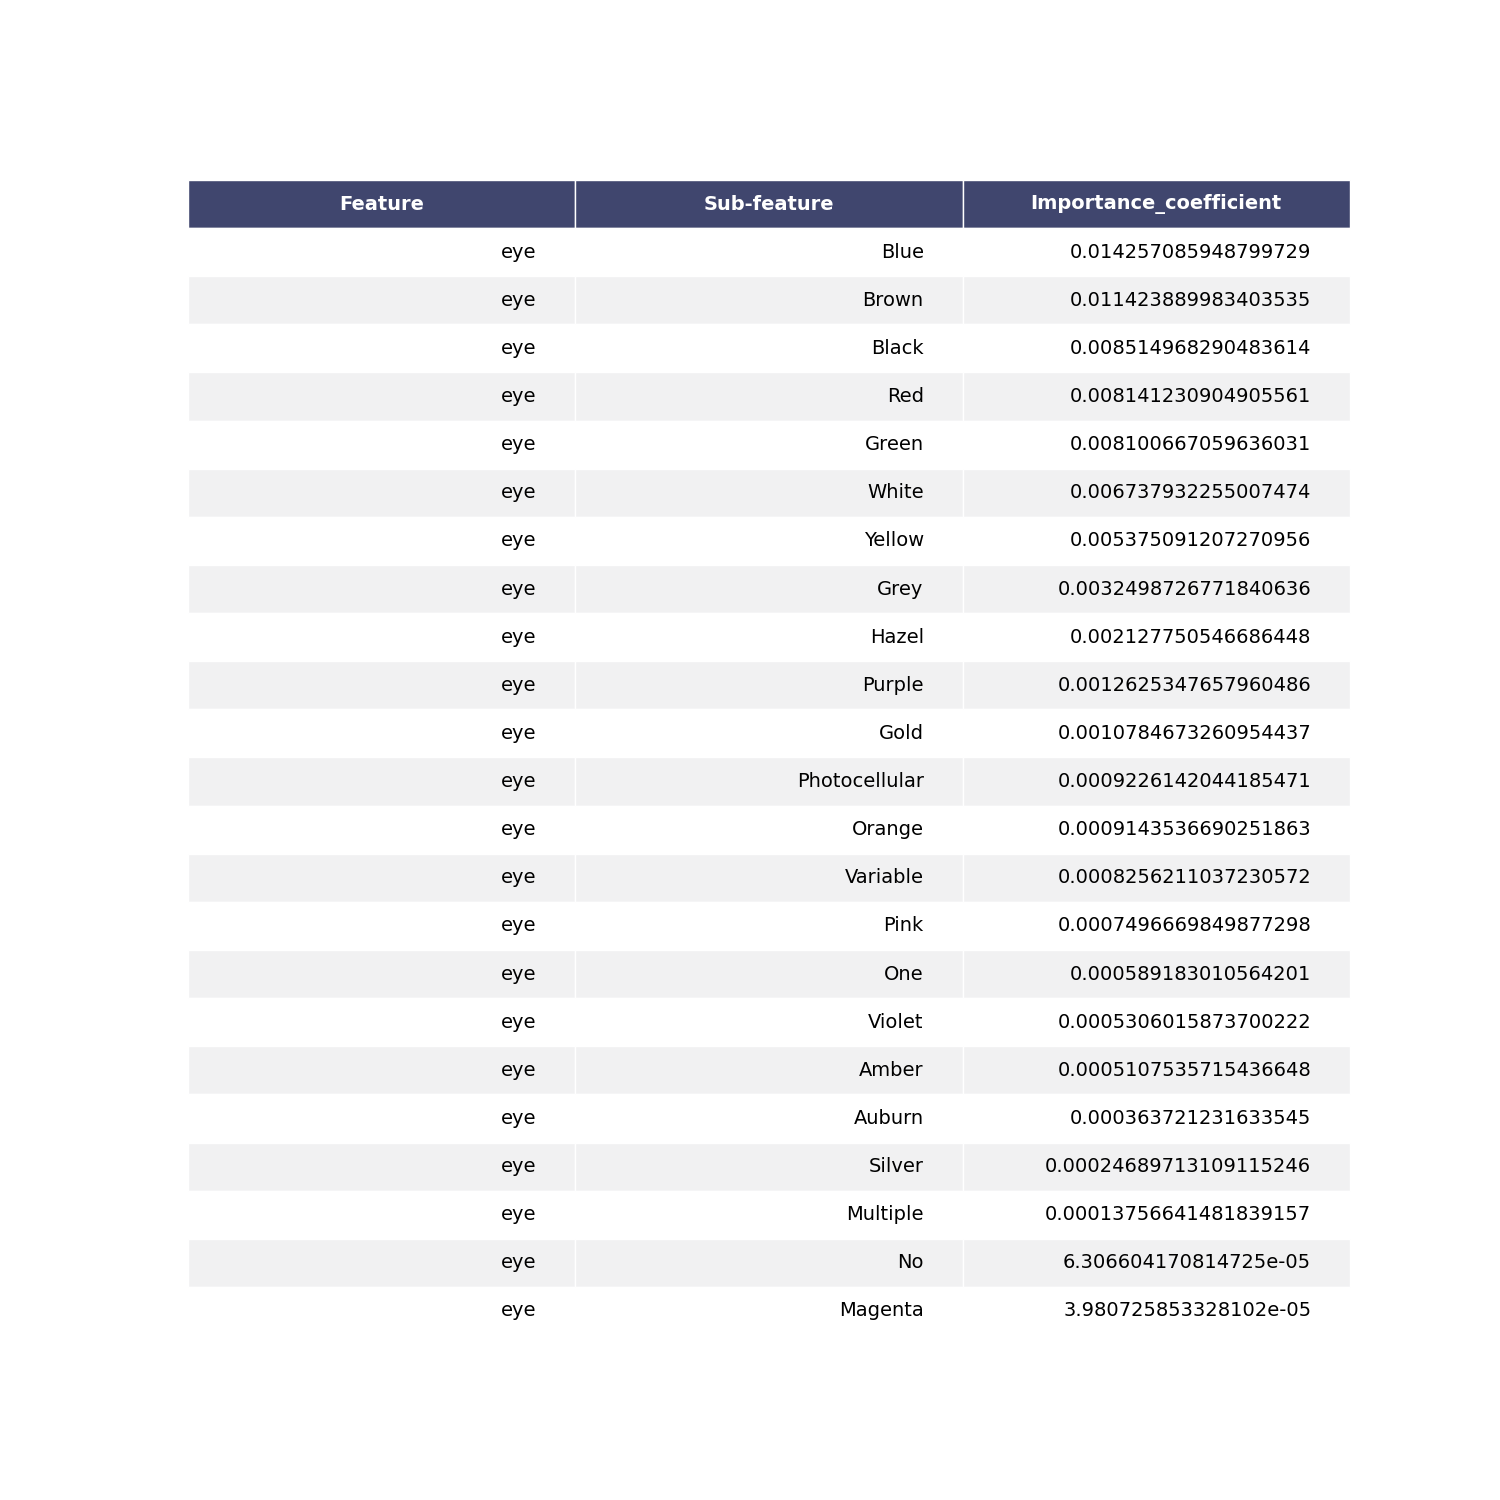 Feature Sub-feature Importance_coefficient
eye Blue 0.014257085948799729
eye Brown 0.011423889983403535
eye Black 0.008514968290483614
eye Red 0.008141230904905561
eye Green 0.008100667059636031
eye White 0.006737932255007474
eye Yellow 0.005375091207270956
eye Grey 0.0032498726771840636
eye Hazel 0.002127750546686448
eye Purple 0.0012625347657960486
eye Gold 0.0010784673260954437
eye Photocellular 0.0009226142044185471
eye Orange 0.0009143536690251863
eye Variable 0.0008256211037230572
eye Pink 0.0007496669849877298
eye One 0.000589183010564201
eye Violet 0.0005306015873700222
eye Amber 0.0005107535715436648
eye Auburn 0.000363721231633545
eye Silver 0.00024689713109115246
eye Multiple 0.00013756641481839157
eye No 6.306604170814725e-05
eye Magenta 3.980725853328102e-05